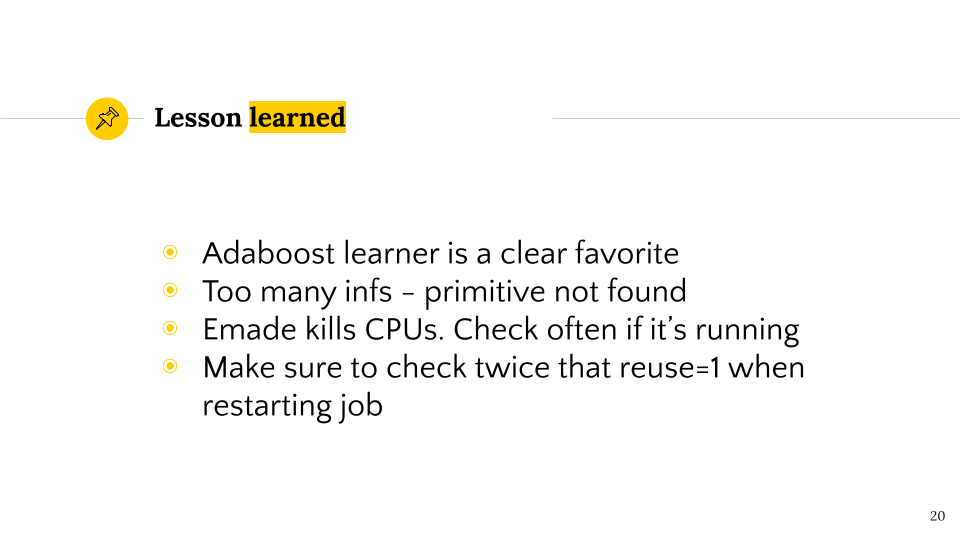 Lesson learned
Adaboost learner is a clear favorite
Too many infs – primitive not found
Emade kills CPUs. Check often if it’s running
Make sure to check twice that reuse=1 when
restarting job
20